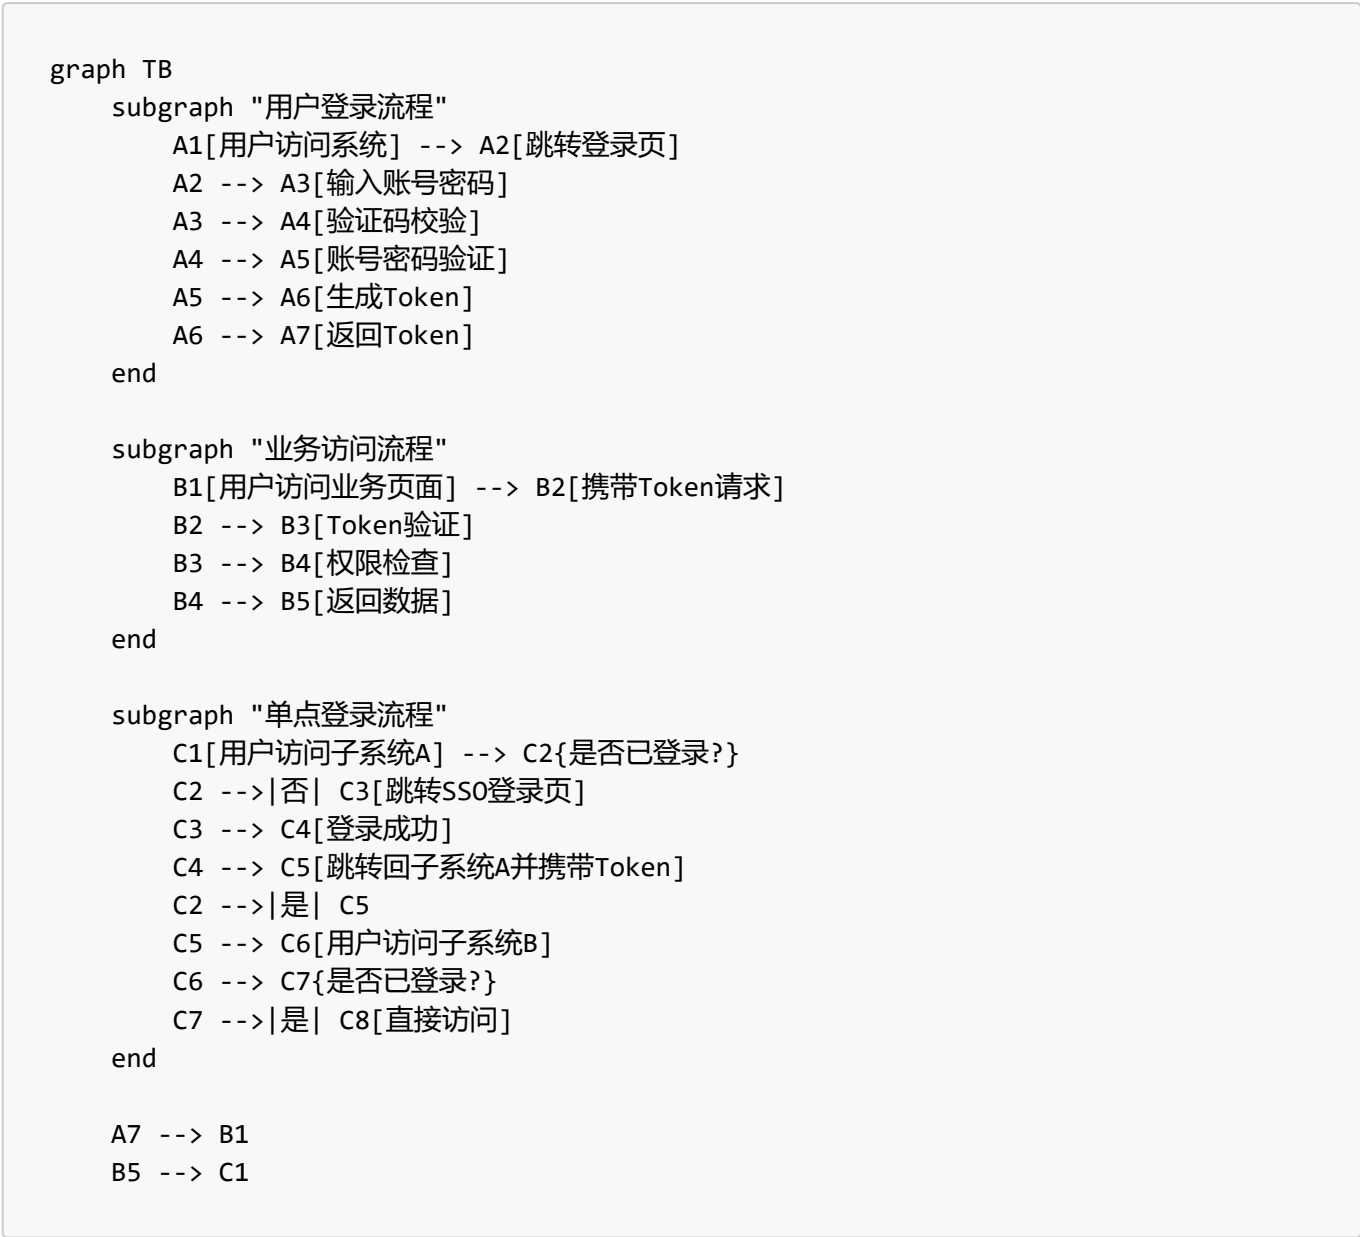 graph TB
    subgraph "用户登录流程"
        A1[用户访问系统] --> A2[跳转登录页]
        A2 --> A3[输入账号密码]
        A3 --> A4[验证码校验]
        A4 --> A5[账号密码验证]
        A5 --> A6[生成Token]
        A6 --> A7[返回Token]
    end

    subgraph "业务访问流程"
        B1[用户访问业务页面] --> B2[携带Token请求]
        B2 --> B3[Token验证]
        B3 --> B4[权限检查]
        B4 --> B5[返回数据]
    end

    subgraph "单点登录流程"
        C1[用户访问子系统A] --> C2{是否已登录?}
        C2 -->|否| C3[跳转SSO登录页]
        C3 --> C4[登录成功]
        C4 --> C5[跳转回子系统A并携带Token]
        C2 -->|是| C5
        C5 --> C6[用户访问子系统B]
        C6 --> C7{是否已登录?}
        C7 -->|是| C8[直接访问]
    end

    A7 --> B1
    B5 --> C1